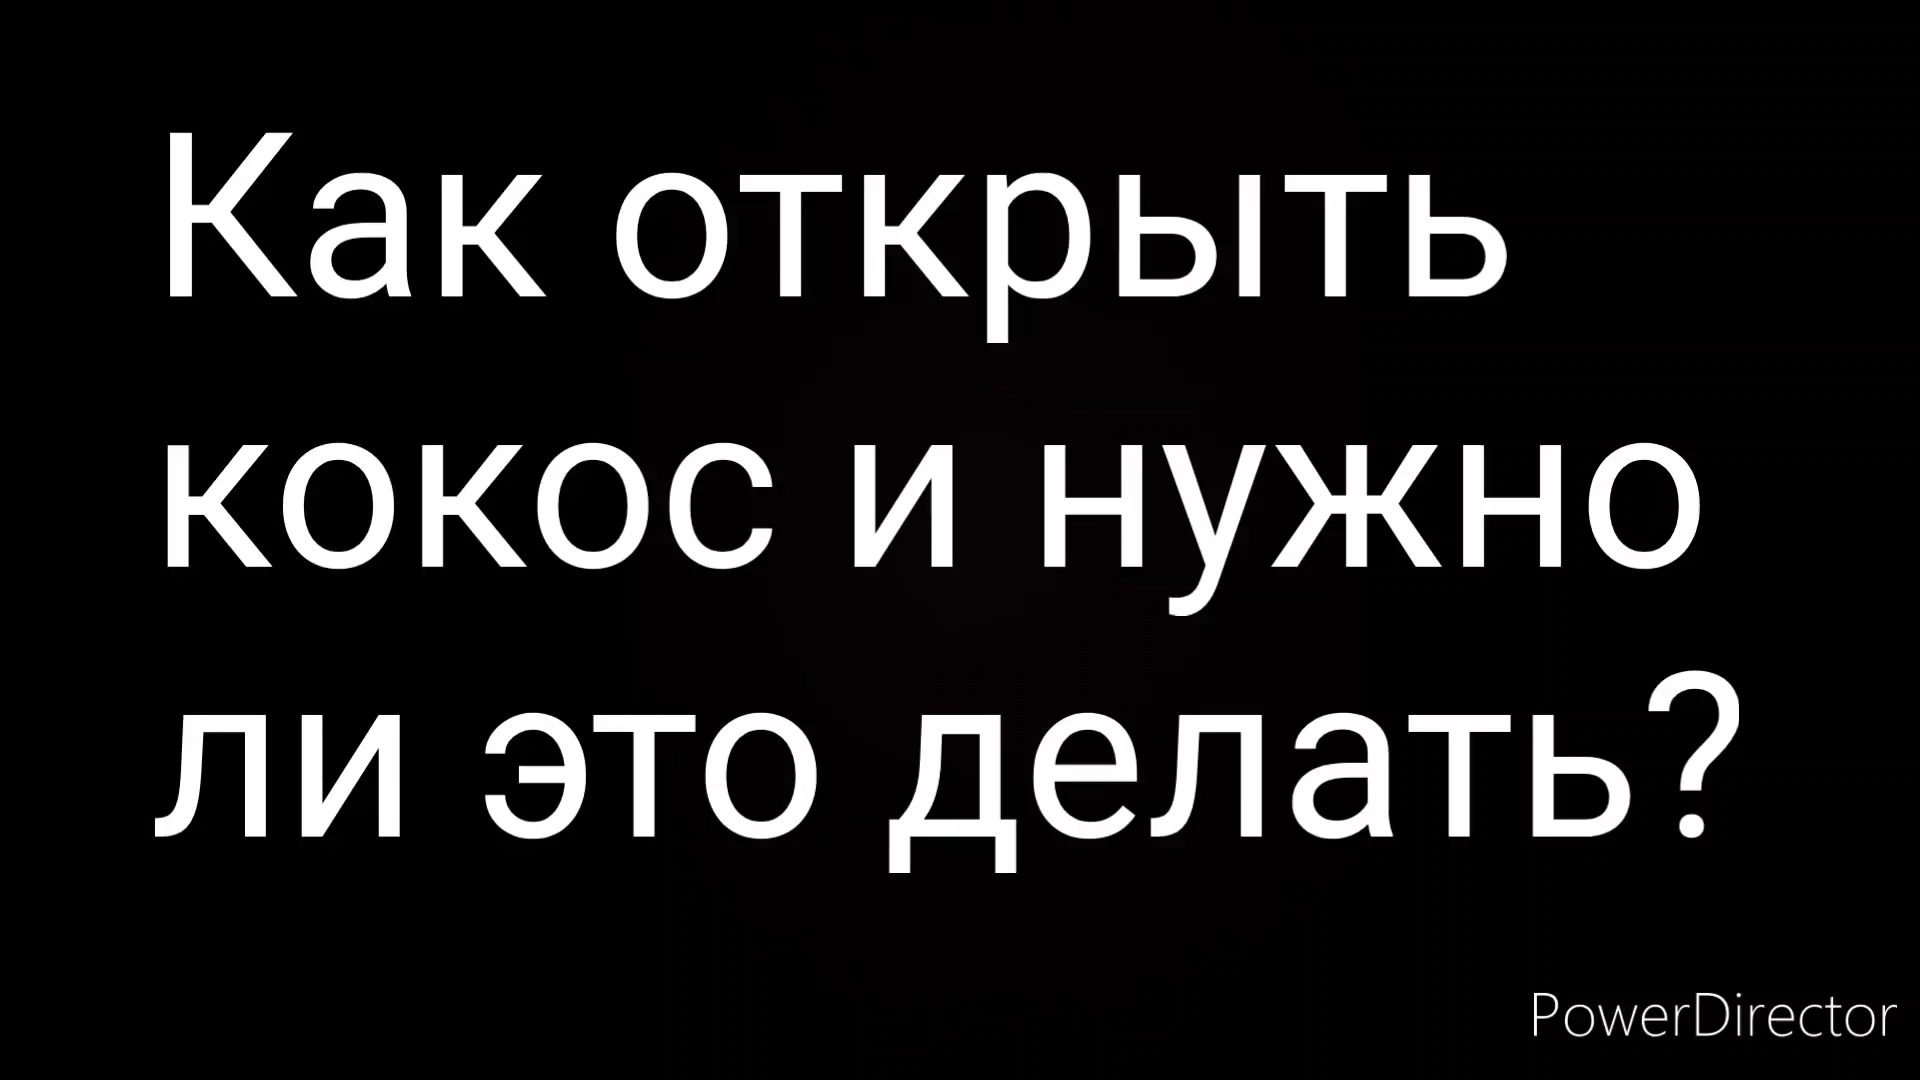 Как открыть
кокос и нужно
ли это делать?
PowerDirector